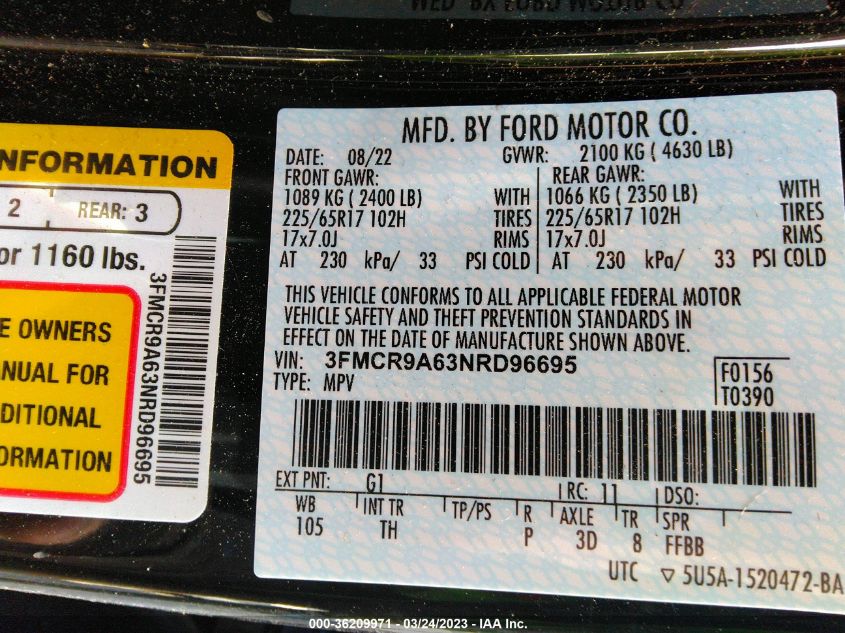 NFORMATION
2 REAR: 3
or 1160 lbs.
3FMCR9A63NRD96695
E OWNERS
ANUAL FOR
DITIONAL
FORMATION
MFD. BY FORD MOTOR CO.
DATE: 08/22 GVWR: 2100 KG ( 4630 LB)
FRONT GAWR: REAR GAWR:
1089 KG ( 2400 LB) WITH 1066 KG ( 2350 LB) WITH
225/65R17 102H TIRES 225/65R17 102H TIRES
17x7.0J RIMS 17x7.0J RIMS
AT 230 kPa/ 33 PSI COLD AT 230 kPa/ 33 PSI COLD
THIS VEHICLE CONFORMS TO ALL APPLICABLE FEDERAL MOTOR
VEHICLE SAFETY AND THEFT PREVENTION STANDARDS IN
EFFECT ON THE DATE OF MANUFACTURE SHOWN ABOVE.
VIN: 3FMCR9A63NRD96695
TYPE: MPV
F0156
T0390
EXT PNT: G1 RC: 11 DSO:
WB INT TR TP/PS R AXLE TR SPR
105 TH P 3D 8 FFBB
UTC ▽ 5U5A-1520472-BA
000-36209971 - 03/24/2023 - IAA Inc.